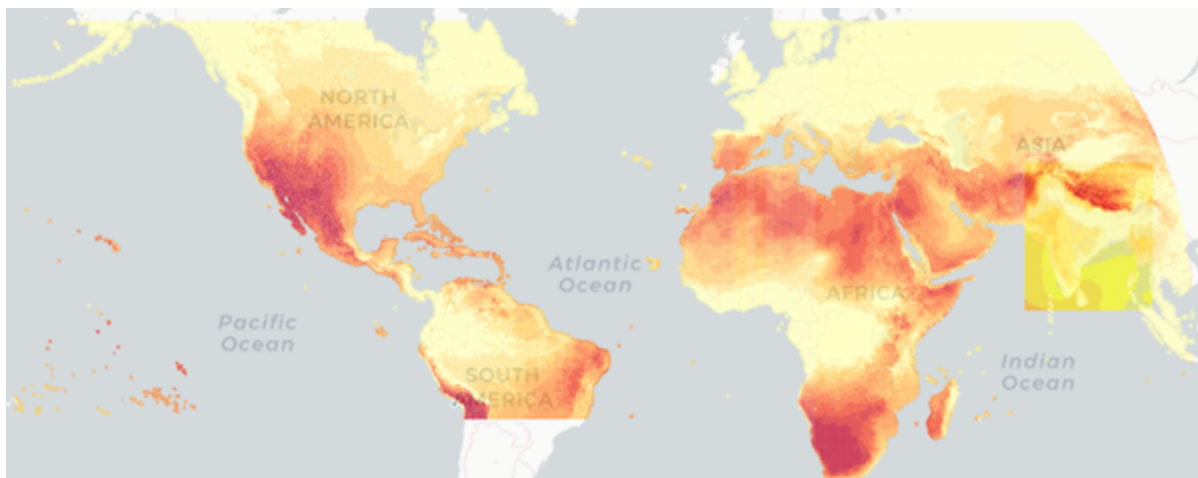 NORTH
AMERICA
ASIA
Atlantic
Ocean
AFRICA
Pacific
Ocean
Indian
Ocean
SOUTH
AMERICA